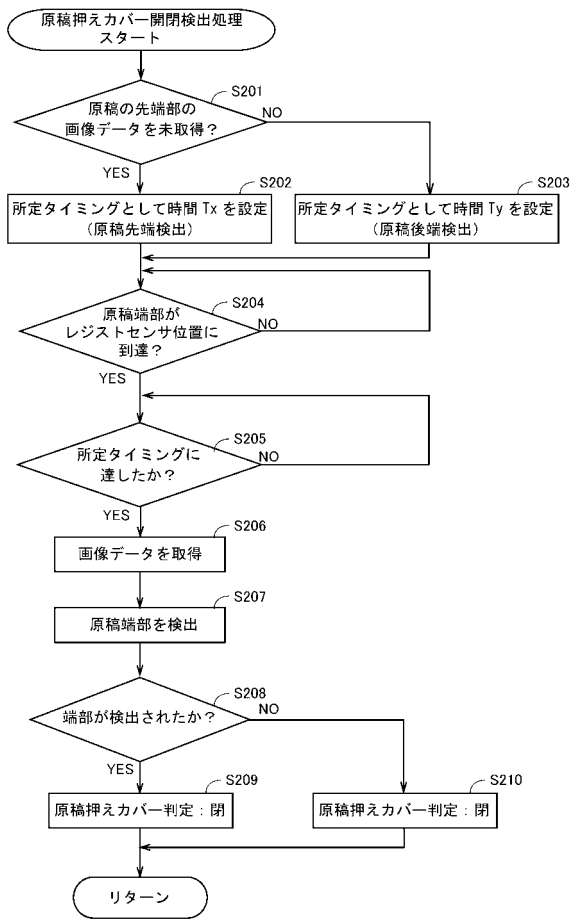 原稿押えカバー開閉検出処理
スタート
S201
原稿の先端部の
画像データを未取得？
NO
YES
S202
所定タイミングとして時間 Tx を設定
（原稿先端検出）
S203
所定タイミングとして時間 Ty を設定
（原稿後端検出）
S204
原稿端部が
レジストセンサ位置に
到達？
NO
YES
S205
所定タイミングに
達したか？
NO
YES
S206
画像データを取得
S207
原稿端部を検出
S208
端部が検出されたか？
NO
YES
S209
原稿押えカバー判定：閉
S210
原稿押えカバー判定：閉
リターン